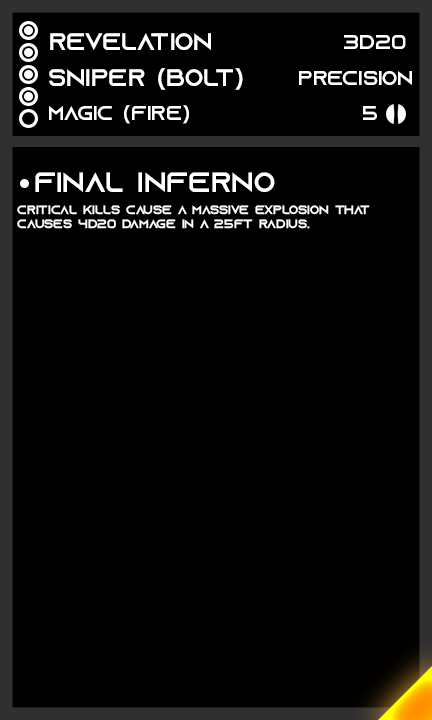 REVELATION 3D20
SNIPER (BOLT) PRECISION
MAGIC (FIRE) 5
•FINAL INFERNO
CRITICAL KILLS CAUSE A MASSIVE EXPLOSION THAT
CAUSES 4D20 DAMAGE IN A 25FT RADIUS.